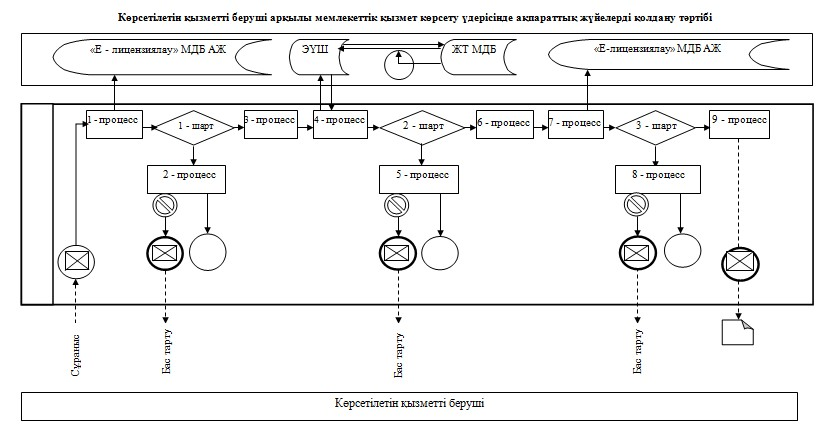 Көрсетілетін қызметті беруші арқылы мемлекеттік қызмет көрсету үдерісінде ақпараттық жүйелерді қолдану тәртібі
«Е - лицензиялау» МДБ АЖ
ЭҮШ
ЖТ МДБ
«Е-лицензиялау» МДБ АЖ
1 - процесс
1 - шарт
3 - процесс
4 - процесс
2 - шарт
6 - процесс
7 - процесс
3 - шарт
9 - процесс
2 - процесс
5 - процесс
8 - процесс
Сұраныс
Бас тарту
Бас тарту
Бас тарту
Көрсетілетін қызметті беруші